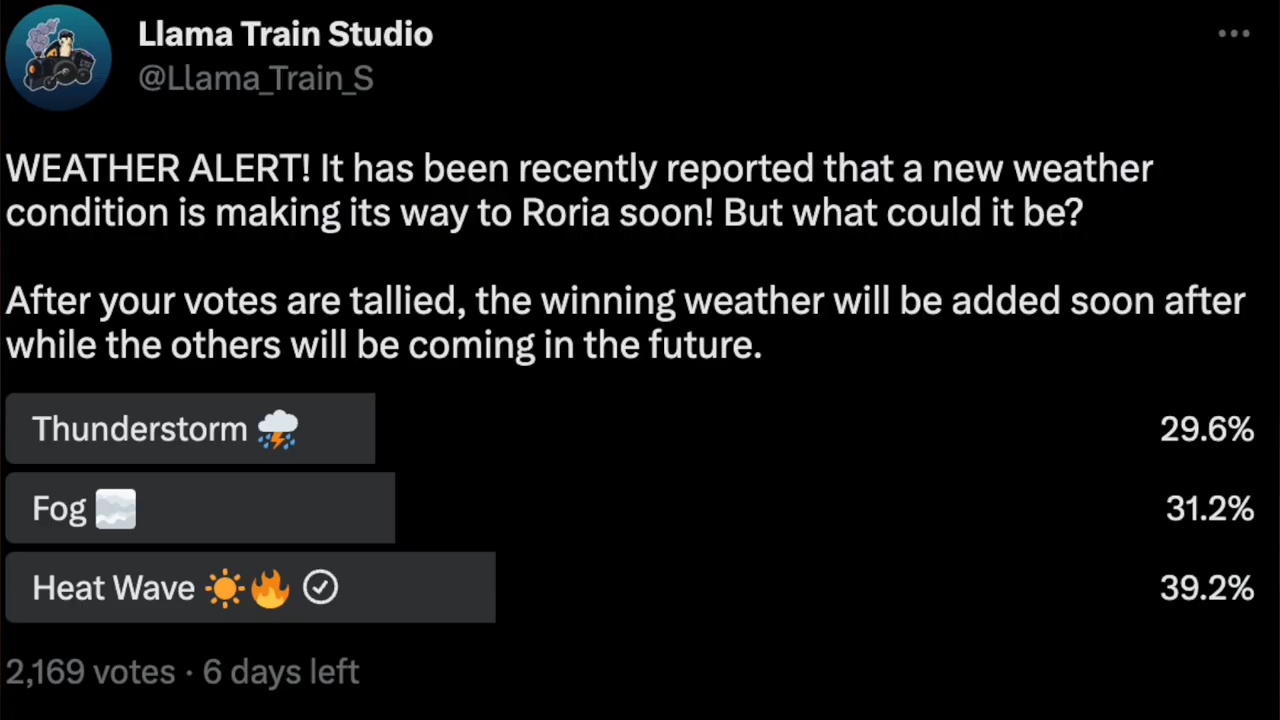 Llama Train Studio
@Llama_Train_S
WEATHER ALERT! It has been recently reported that a new weather
condition is making its way to Roria soon! But what could it be?
After your votes are tallied, the winning weather will be added soon after
while the others will be coming in the future.
Thunderstorm ⛈️ 29.6%
Fog 🌫️ 31.2%
Heat Wave ☀️🔥 39.2%
2,169 votes · 6 days left